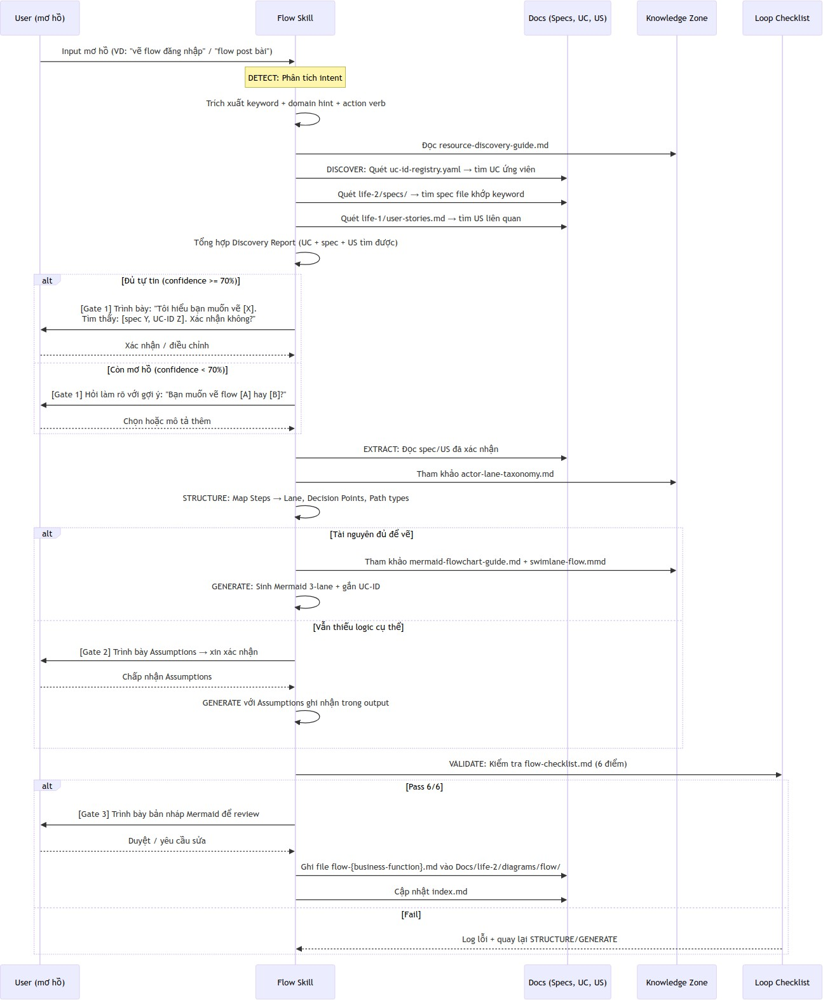 User (mơ hồ)
Flow Skill
Docs (Specs, UC, US)
Knowledge Zone
Loop Checklist
Input mơ hồ (VD: "vẽ flow đăng nhập" / "flow post bài")
DETECT: Phân tích intent
Trích xuất keyword + domain hint + action verb
Đọc resource-discovery-guide.md
DISCOVER: Quét uc-id-registry.yaml → tìm UC ứng viên
Quét life-2/specs/ → tìm spec file khớp keyword
Quét life-1/user-stories.md → tìm US liên quan
Tổng hợp Discovery Report (UC + spec + US tìm được)
alt
[Đủ tự tin (confidence >= 70%)]
[Gate 1] Trình bày: "Tôi hiểu bạn muốn vẽ [X].
Tìm thấy: [spec Y, UC-ID Z]. Xác nhận không?"
Xác nhận / điều chỉnh
[Còn mơ hồ (confidence < 70%)]
[Gate 1] Hỏi làm rõ với gợi ý: "Bạn muốn vẽ flow [A] hay [B]?"
Chọn hoặc mô tả thêm
EXTRACT: Đọc spec/US đã xác nhận
Tham khảo actor-lane-taxonomy.md
STRUCTURE: Map Steps → Lane, Decision Points, Path types
alt
[Tài nguyên đủ để vẽ]
Tham khảo mermaid-flowchart-guide.md + swimlane-flow.mmd
GENERATE: Sinh Mermaid 3-lane + gắn UC-ID
[Vẫn thiếu logic cụ thể]
[Gate 2] Trình bày Assumptions → xin xác nhận
Chấp nhận Assumptions
GENERATE với Assumptions ghi nhận trong output
VALIDATE: Kiểm tra flow-checklist.md (6 điểm)
alt
[Pass 6/6]
[Gate 3] Trình bày bản nháp Mermaid để review
Duyệt / yêu cầu sửa
Ghi file flow-{business-function}.md vào Docs/life-2/diagrams/flow/
Cập nhật index.md
[Fail]
Log lỗi + quay lại STRUCTURE/GENERATE
User (mơ hồ)
Flow Skill
Docs (Specs, UC, US)
Knowledge Zone
Loop Checklist